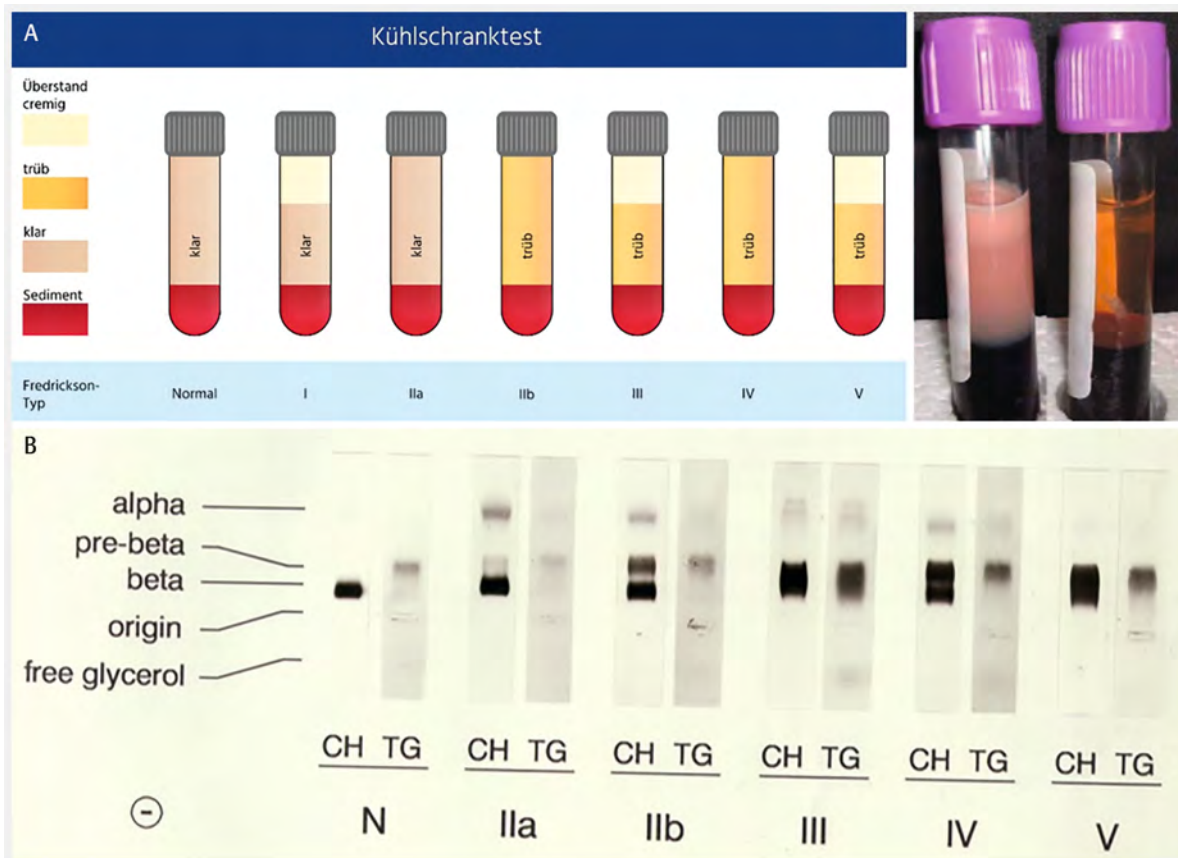 A
Kühlschranktest
Überstand
cremig
trüb
klar
Sediment
klar
klar
klar
trüb
trüb
trüb
trüb
Fredrickson-
Typ
Normal I IIa IIb III IV V
B
alpha
pre-beta
beta
origin
free glycerol
CH TG CH TG CH TG CH TG CH TG CH TG
- N IIa IIb III IV V